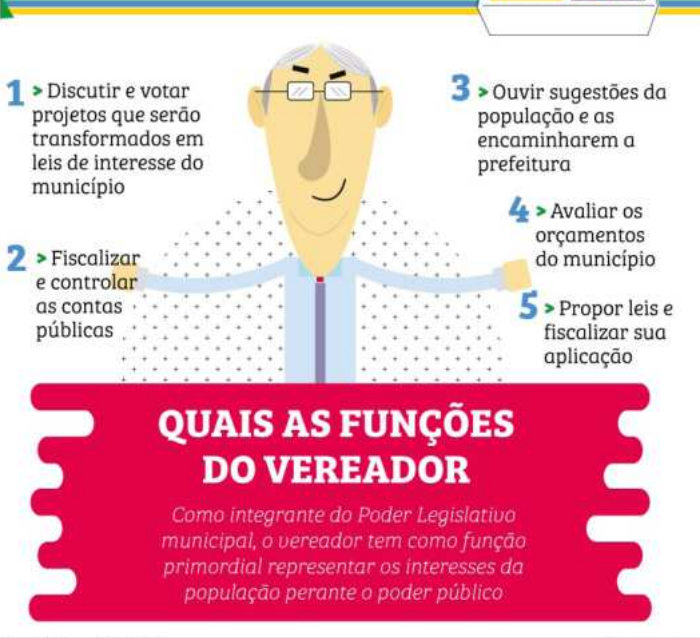 1 > Discutir e votar
projetos que serão
transformados em
leis de interesse do
município
2 > Fiscalizar
e controlar
as contas
públicas
3 > Ouvir sugestões da
população e as
encaminharem a
prefeitura
4 > Avaliar os
orçamentos
do município
5 > Propor leis e
fiscalizar sua
aplicação
QUAIS AS FUNÇÕES
DO VEREADOR
Como integrante do Poder Legislativo
municipal, o vereador tem como função
primordial representar os interesses da
população perante o poder público